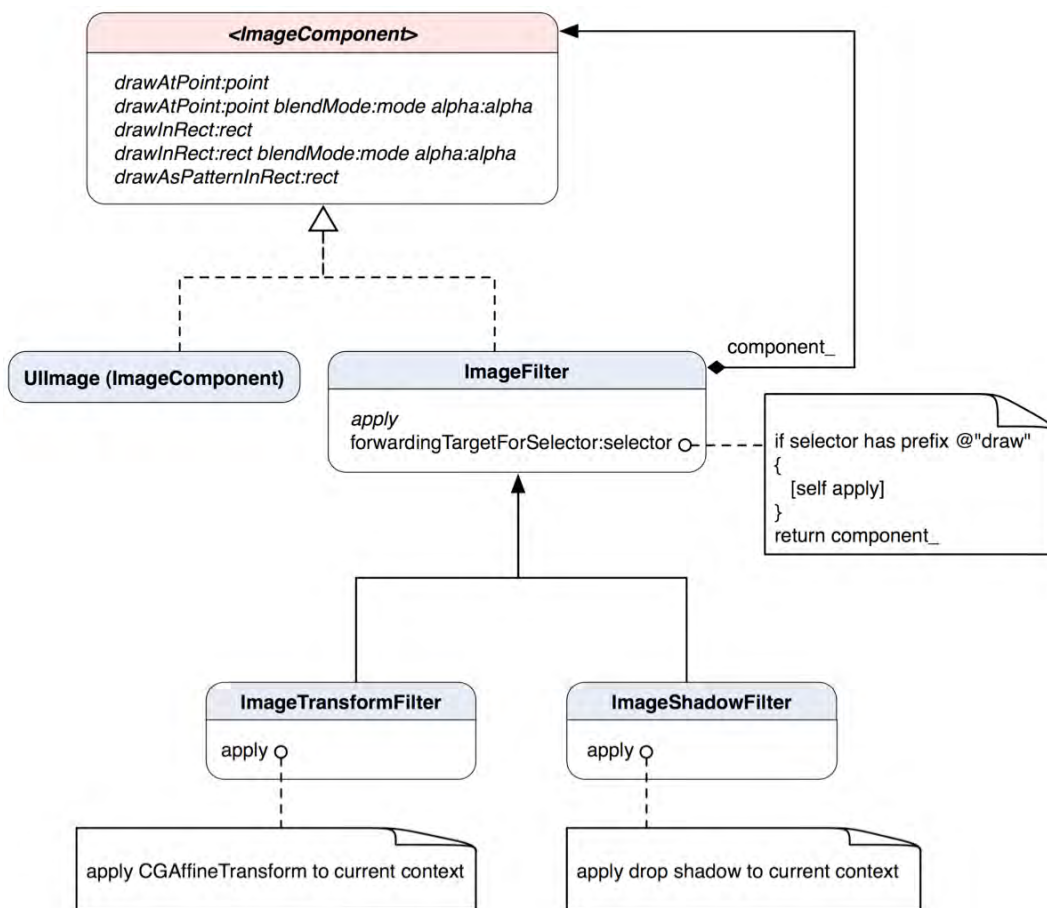 <ImageComponent>
drawAtPoint:point
drawAtPoint:point blendMode:mode alpha:alpha
drawInRect:rect
drawInRect:rect blendMode:mode alpha:alpha
drawAsPatternInRect:rect
component_
UIImage (ImageComponent)
ImageFilter
apply
forwardingTargetForSelector:selector
if selector has prefix @"draw"
{
[self apply]
}
return component_
ImageTransformFilter
apply
ImageShadowFilter
apply
apply CGAffineTransform to current context
apply drop shadow to current context